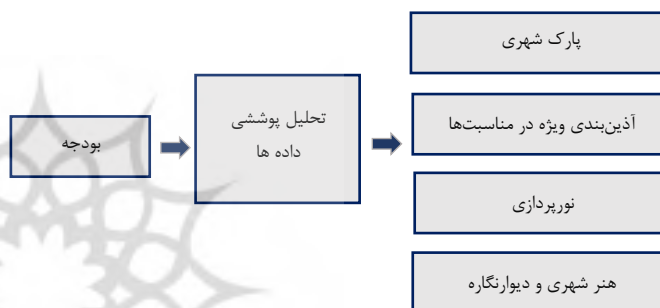 پارک شهری
آذین‌بندی ویژه در مناسبت‌ها
تحلیل پوششی
داده ها
بودجه
نورپردازی
هنر شهری و دیوارنگاره